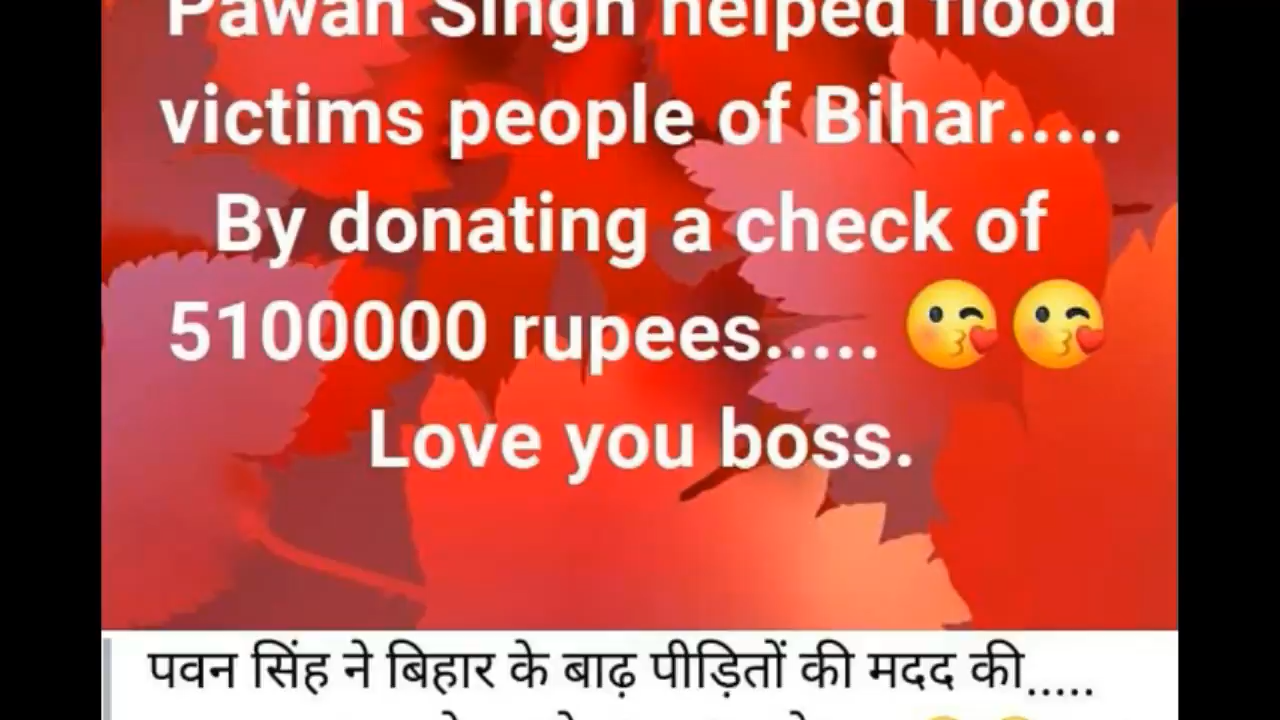 Pawan Singh helped flood
victims people of Bihar.....
By donating a check of
5100000 rupees..... 😘😘
Love you boss.
पवन सिंह ने बिहार के बाढ़ पीड़ितों की मदद की.....